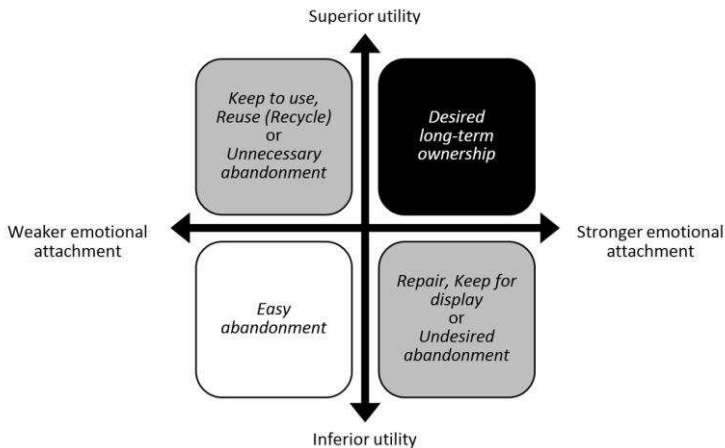 Superior utility
Keep to use,
Reuse (Recycle)
or
Unnecessary
abandonment
Desired
long-term
ownership
Weaker emotional
attachment
Stronger emotional
attachment
Easy
abandonment
Repair, Keep for
display
or
Undesired
abandonment
Inferior utility